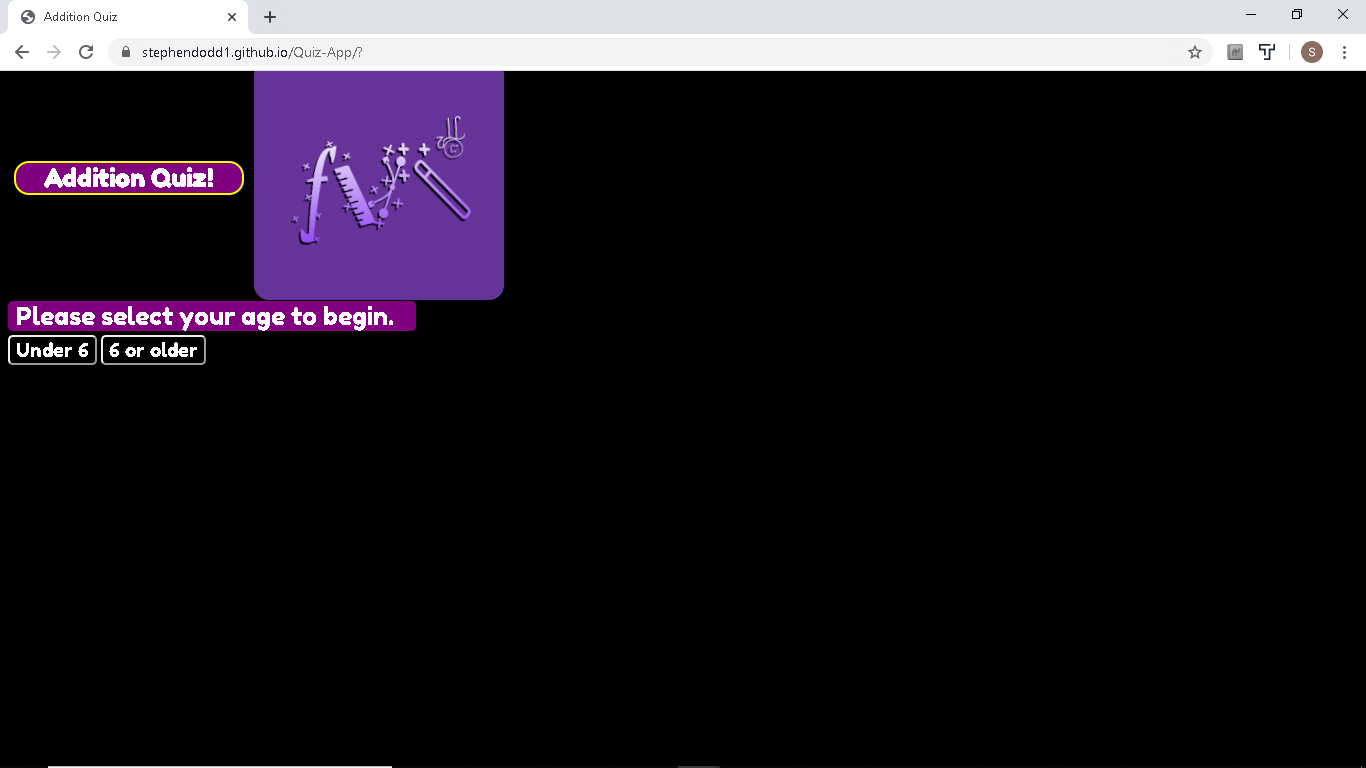 Addition Quiz
stephendodd1.github.io/Quiz-App/?
S
Addition Quiz!
Please select your age to begin.
Under 6
6 or older